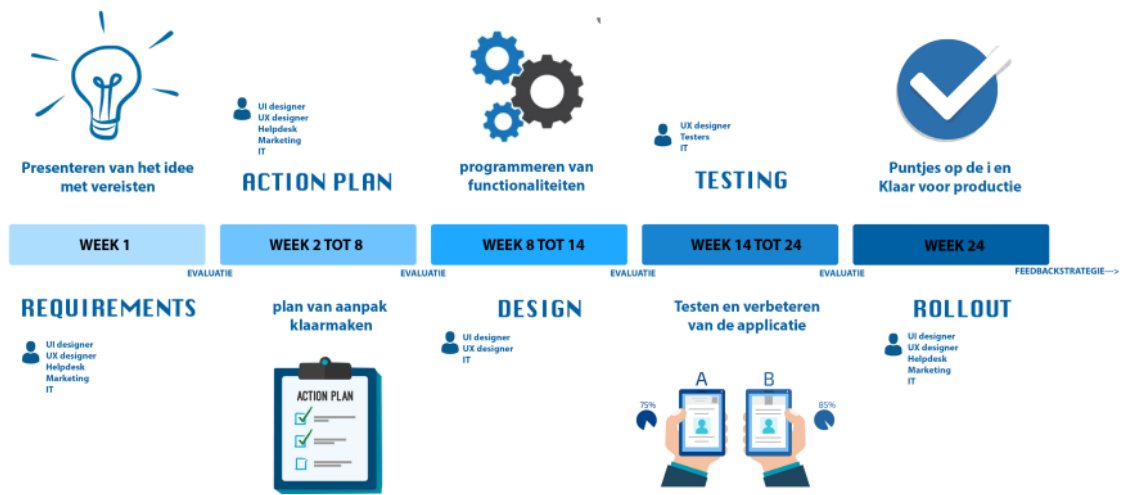 Presenteren van het idee
met vereisten
WEEK 1
EVALUATIE
REQUIREMENTS
UI designer
UX designer
Helpdesk
Marketing
IT
UI designer
UX designer
Helpdesk
Marketing
IT
ACTION PLAN
WEEK 2 TOT 8
EVALUATIE
plan van aanpak
klaarmaken
ACTION PLAN
programmeren van
functionaliteiten
WEEK 8 TOT 14
EVALUATIE
DESIGN
UI designer
UX designer
IT
UX designer
Testers
IT
TESTING
WEEK 14 TOT 24
EVALUATIE
Testen en verbeteren
van de applicatie
A B
75% 85%
Puntjes op de i en
Klaar voor productie
WEEK 24
FEEDBACKSTRATEGIE--->
ROLLOUT
UI designer
UX designer
Helpdesk
Marketing
IT